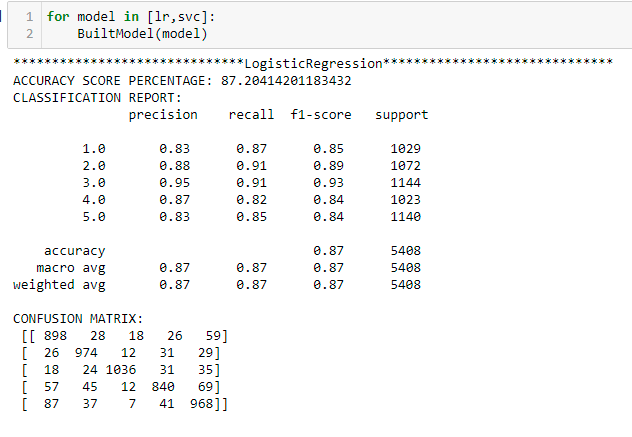 1 for model in [lr,svc]:
2     BuiltModel(model)
******************************LogisticRegression******************************
ACCURACY SCORE PERCENTAGE: 87.20414201183432
CLASSIFICATION REPORT:
               precision    recall  f1-score   support

         1.0       0.83      0.87      0.85      1029
         2.0       0.88      0.91      0.89      1072
         3.0       0.95      0.91      0.93      1144
         4.0       0.87      0.82      0.84      1023
         5.0       0.83      0.85      0.84      1140

    accuracy                           0.87      5408
   macro avg       0.87      0.87      0.87      5408
weighted avg       0.87      0.87      0.87      5408

CONFUSION MATRIX:
 [[ 898   28   18   26   59]
 [  26  974   12   31   29]
 [  18   24 1036   31   35]
 [  57   45   12  840   69]
 [  87   37    7   41  968]]